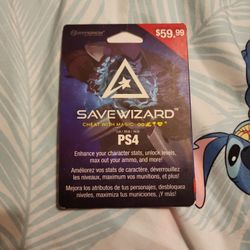 HYPERKIN
$59.99
SAVEWIZARD™
CHEAT WITH MAGIC
PS4
Enhance your character stats, unlock levels,
max out your ammo, and more!
Améliorez vos stats de caractère, déverrouillez
les niveaux, maximum vos munitions, et plus!
Mejora los atributos de tus personajes, desbloquea
niveles, maximiza tus municiones, ¡Y más!